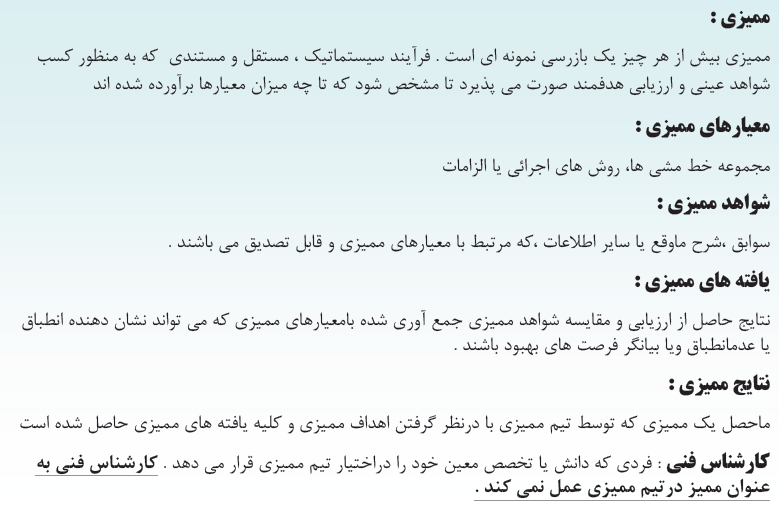 ممیزی :
ممیزی بیش از هر چیز یک بازرسی نمونه ای است . فرآیند سیستماتیک ، مستقل و مستندی که به منظور کسب
شواهد عینی و ارزیابی هدفمند صورت می پذیرد تا مشخص شود که تا چه میزان معیارها برآورده شده اند
معیارهای ممیزی :
مجموعه خط مشی ها، روش های اجرائی یا الزامات
شواهد ممیزی :
سوابق ،شرح ماوقع یا سایر اطلاعات ،که مرتبط با معیارهای ممیزی و قابل تصدیق می باشند .
یافته های ممیزی :
نتایج حاصل از ارزیابی و مقایسه شواهد ممیزی جمع آوری شده بامعیارهای ممیزی که می تواند نشان دهنده انطباق
یا عدمانطباق ویا بیانگر فرصت های بهبود باشند .
نتایج ممیزی :
ماحصل یک ممیزی که توسط تیم ممیزی با درنظر گرفتن اهداف ممیزی و کلیه یافته های ممیزی حاصل شده است
کارشناس فنی : فردی که دانش یا تخصص معین خود را دراختیار تیم ممیزی قرار می دهد . کارشناس فنی به
عنوان ممیز درتیم ممیزی عمل نمی کند .